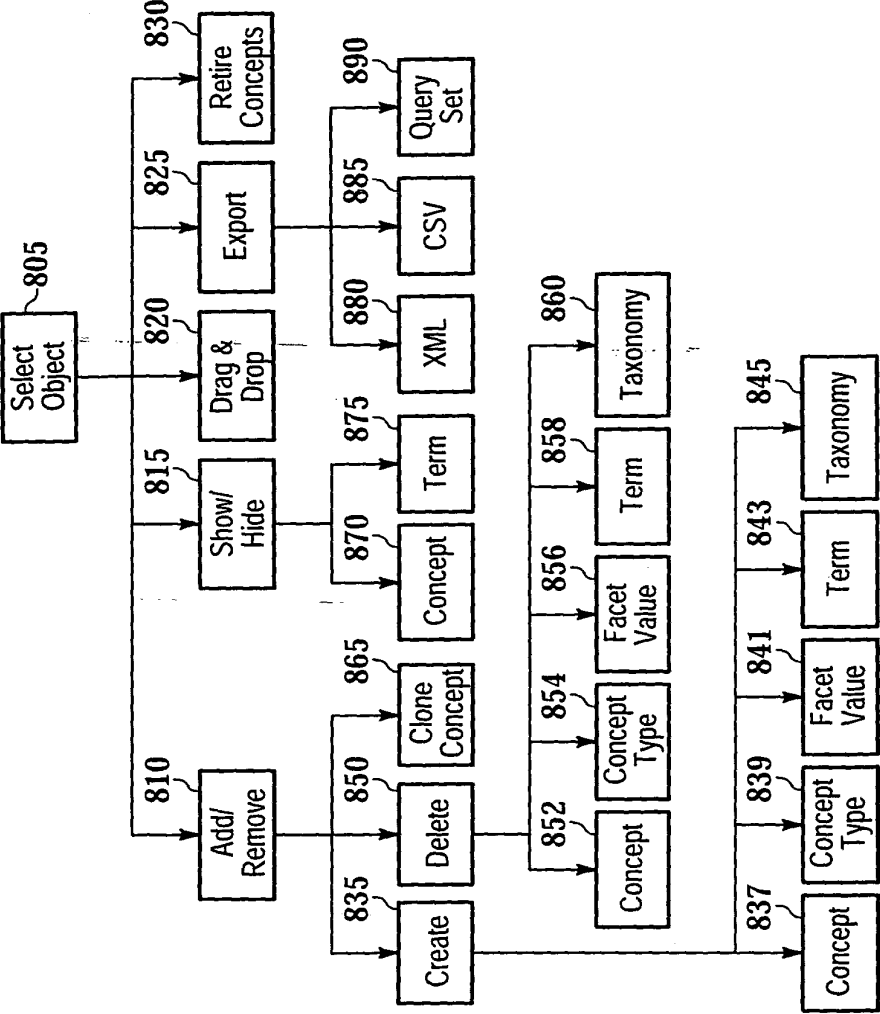 805
Select
Object
810
Add/
Remove
815
Show/
Hide
820
Drag &
Drop
825
Export
830
Retire
Concepts
835
Create
850
Delete
865
Clone
Concept
870
Concept
875
Term
880
XML
885
CSV
890
Query
Set
852
Concept
854
Concept
Type
856
Facet
Value
858
Term
860
Taxonomy
837
Concept
839
Concept
Type
841
Facet
Value
843
Term
845
Taxonomy